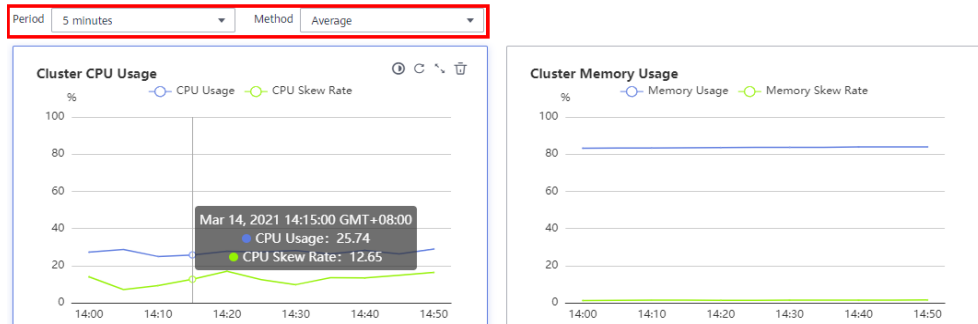 Period 5 minutes Method Average
Cluster CPU Usage
% CPU Usage CPU Skew Rate
100
80
60
40
20
0
14:00 14:10 14:20 14:30 14:40 14:50
Mar 14, 2021 14:15:00 GMT+08:00
CPU Usage: 25.74
CPU Skew Rate: 12.65
Cluster Memory Usage
% Memory Usage Memory Skew Rate
100
80
60
40
20
0
14:00 14:10 14:20 14:30 14:40 14:50